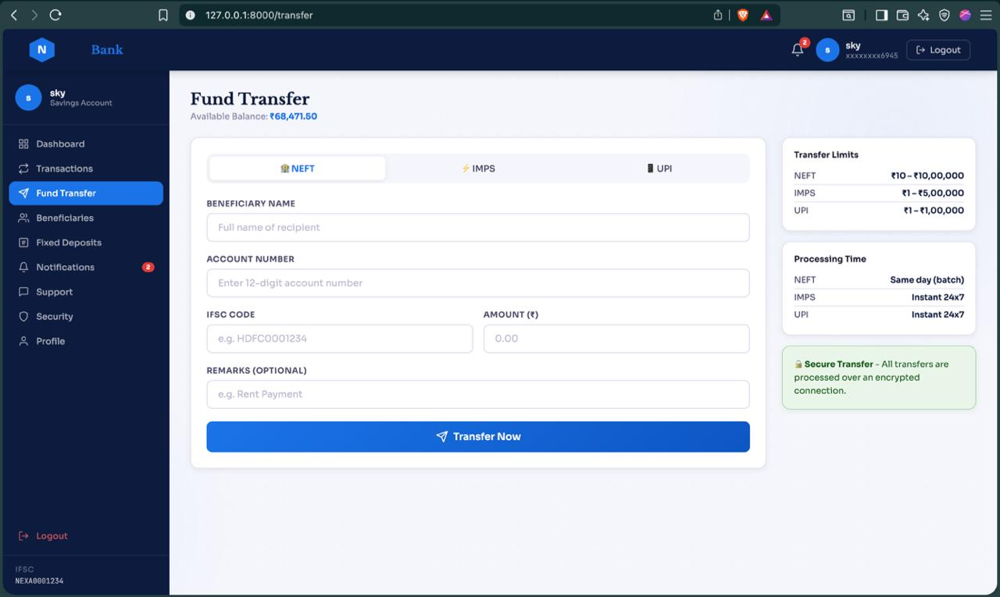 127.0.0.1:8000/transfer
N
Bank
2
s
sky
xxxxxxxx6945
Logout
s
sky
Savings Account
Dashboard
Transactions
Fund Transfer
Beneficiaries
Fixed Deposits
Notifications 2
Support
Security
Profile
Logout
IFSC
NEXA0001234
Fund Transfer
Available Balance: ₹68,471.50
NEFT
IMPS
UPI
BENEFICIARY NAME
Full name of recipient
ACCOUNT NUMBER
Enter 12-digit account number
IFSC CODE
e.g. HDFC0001234
AMOUNT (₹)
0.00
REMARKS (OPTIONAL)
e.g. Rent Payment
Transfer Now
Transfer Limits
NEFT ₹10 – ₹10,00,000
IMPS ₹1 – ₹5,00,000
UPI ₹1 – ₹1,00,000
Processing Time
NEFT Same day (batch)
IMPS Instant 24x7
UPI Instant 24x7
Secure Transfer - All transfers are
processed over an encrypted
connection.